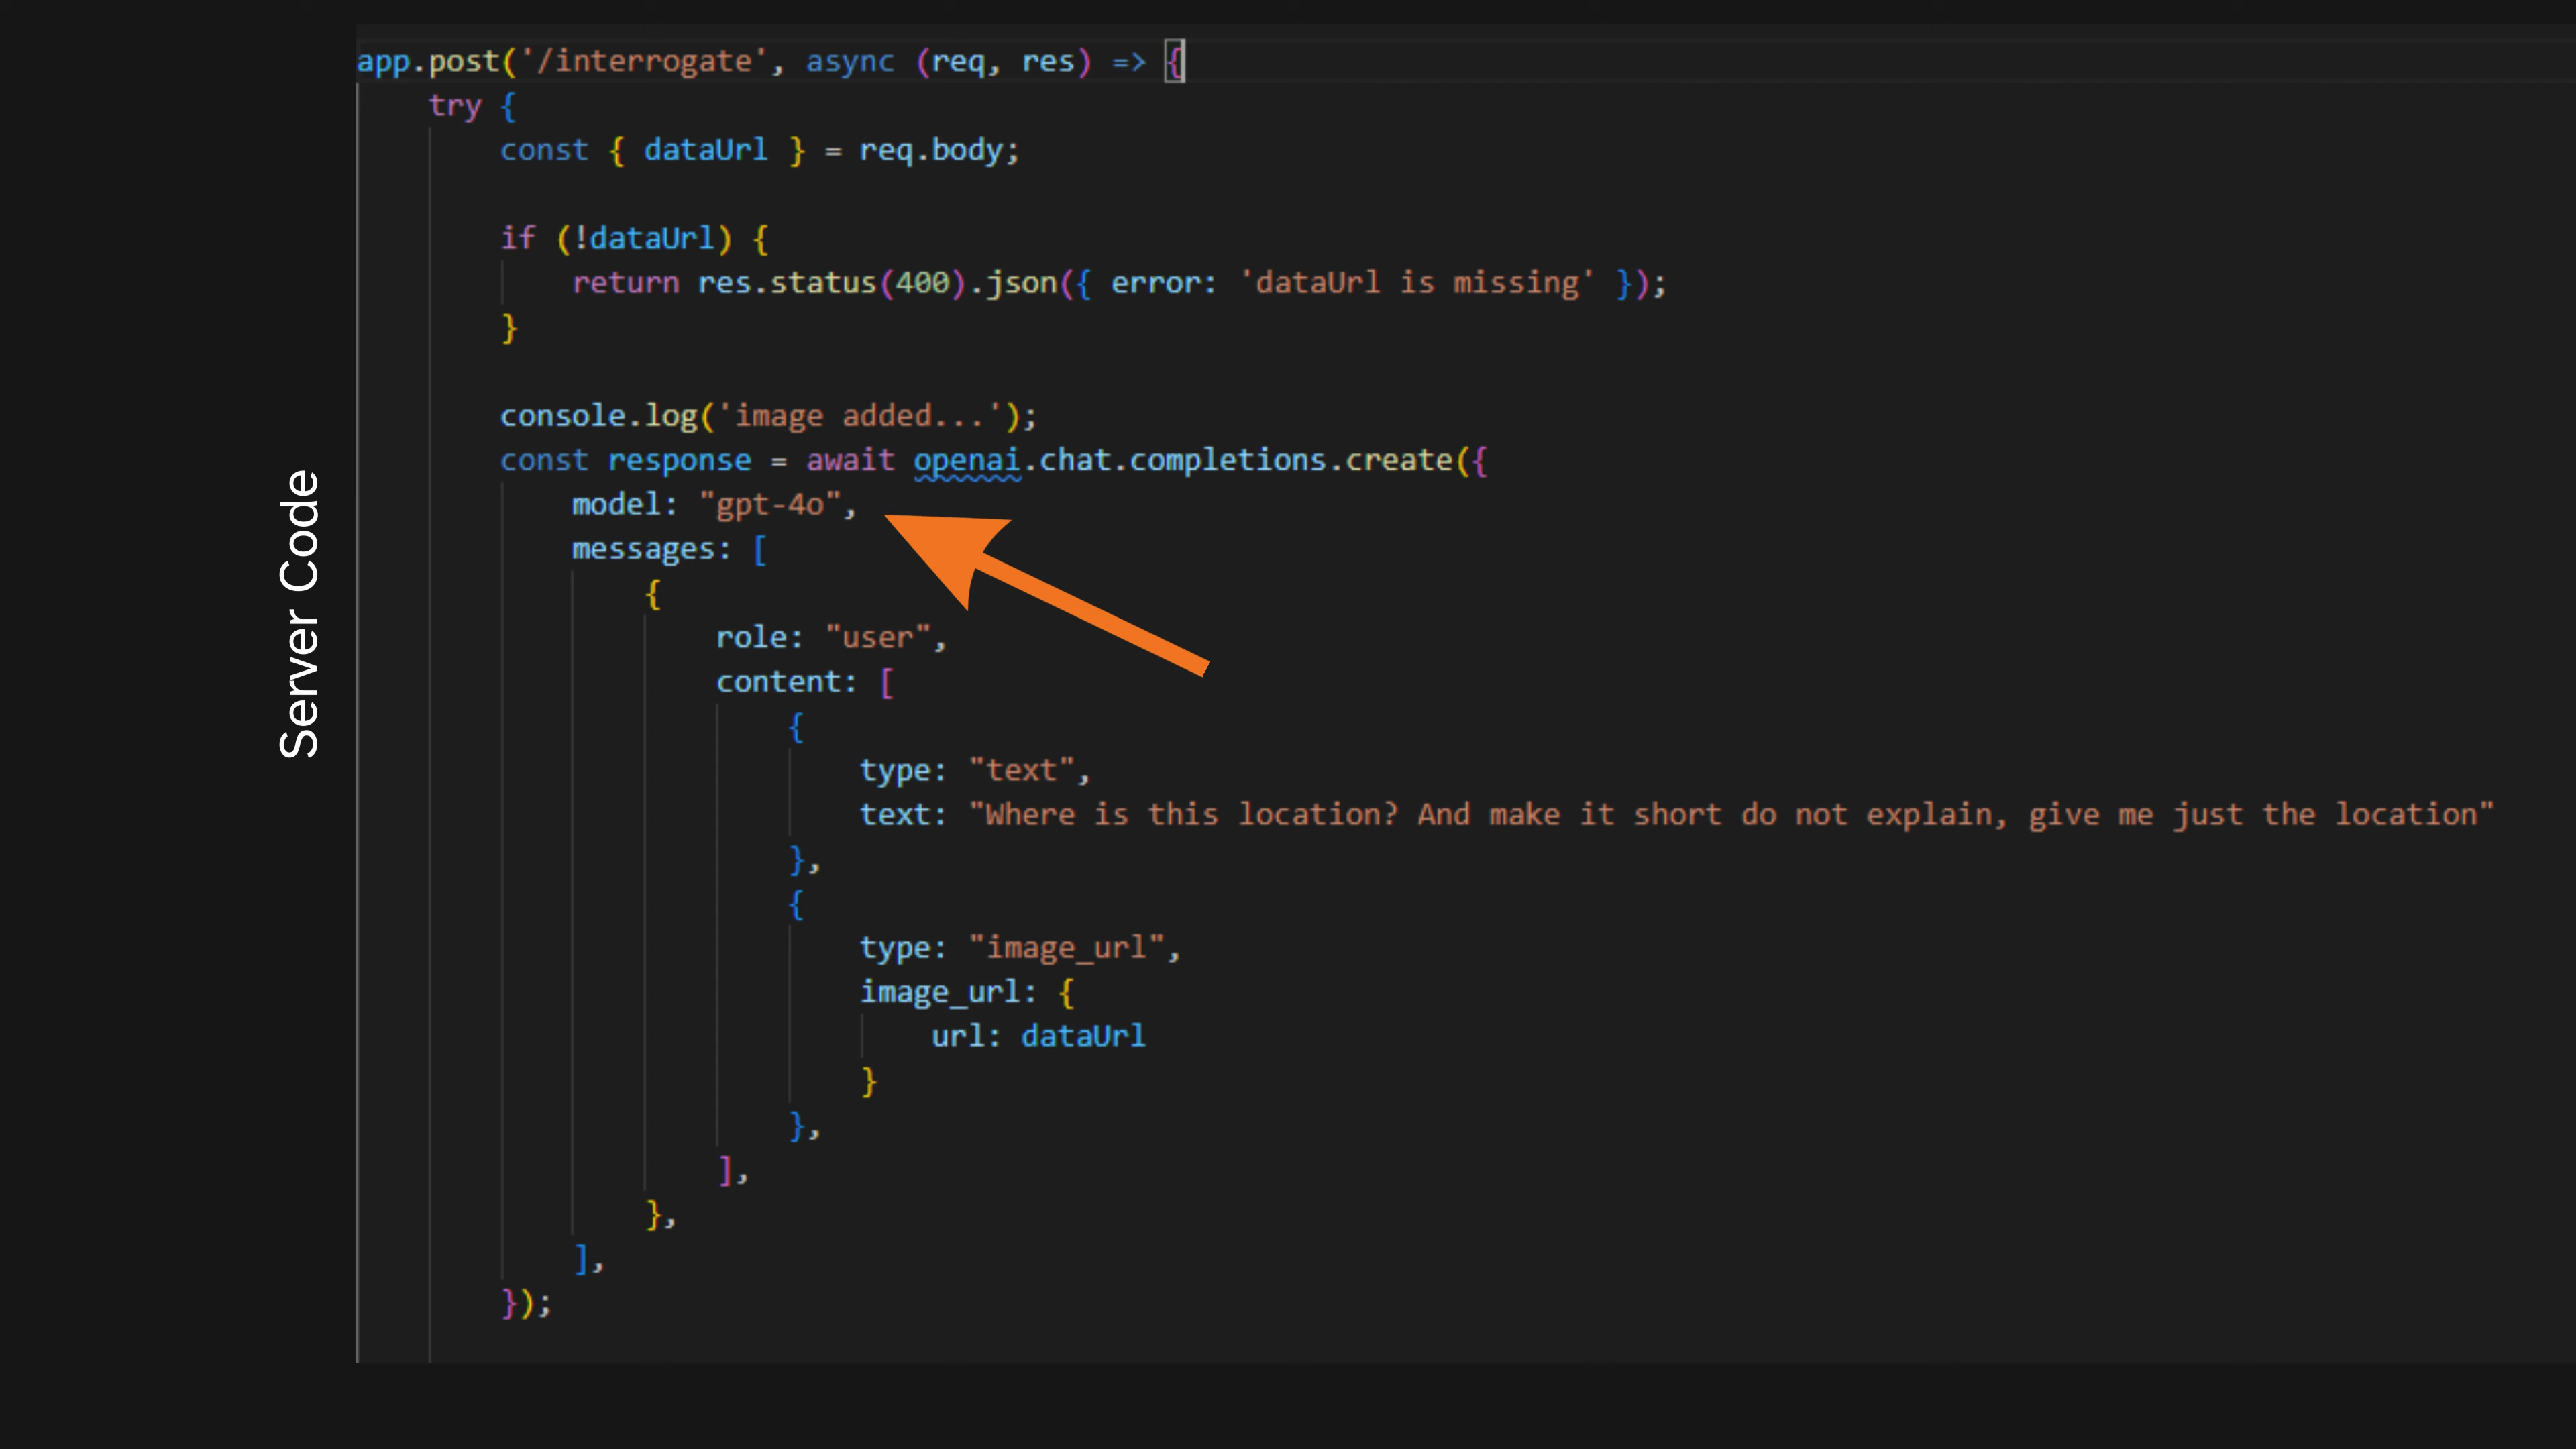 Server Code
app.post('/interrogate', async (req, res) => {
try {
const { dataUrl } = req.body;
if (!dataUrl) {
return res.status(400).json({ error: 'dataUrl is missing' });
}
console.log('image added...');
const response = await openai.chat.completions.create({
model: "gpt-4o",
messages: [
{
role: "user",
content: [
{
type: "text",
text: "Where is this location? And make it short do not explain, give me just the location"
},
{
type: "image_url",
image_url: {
url: dataUrl
}
},
],
},
],
});